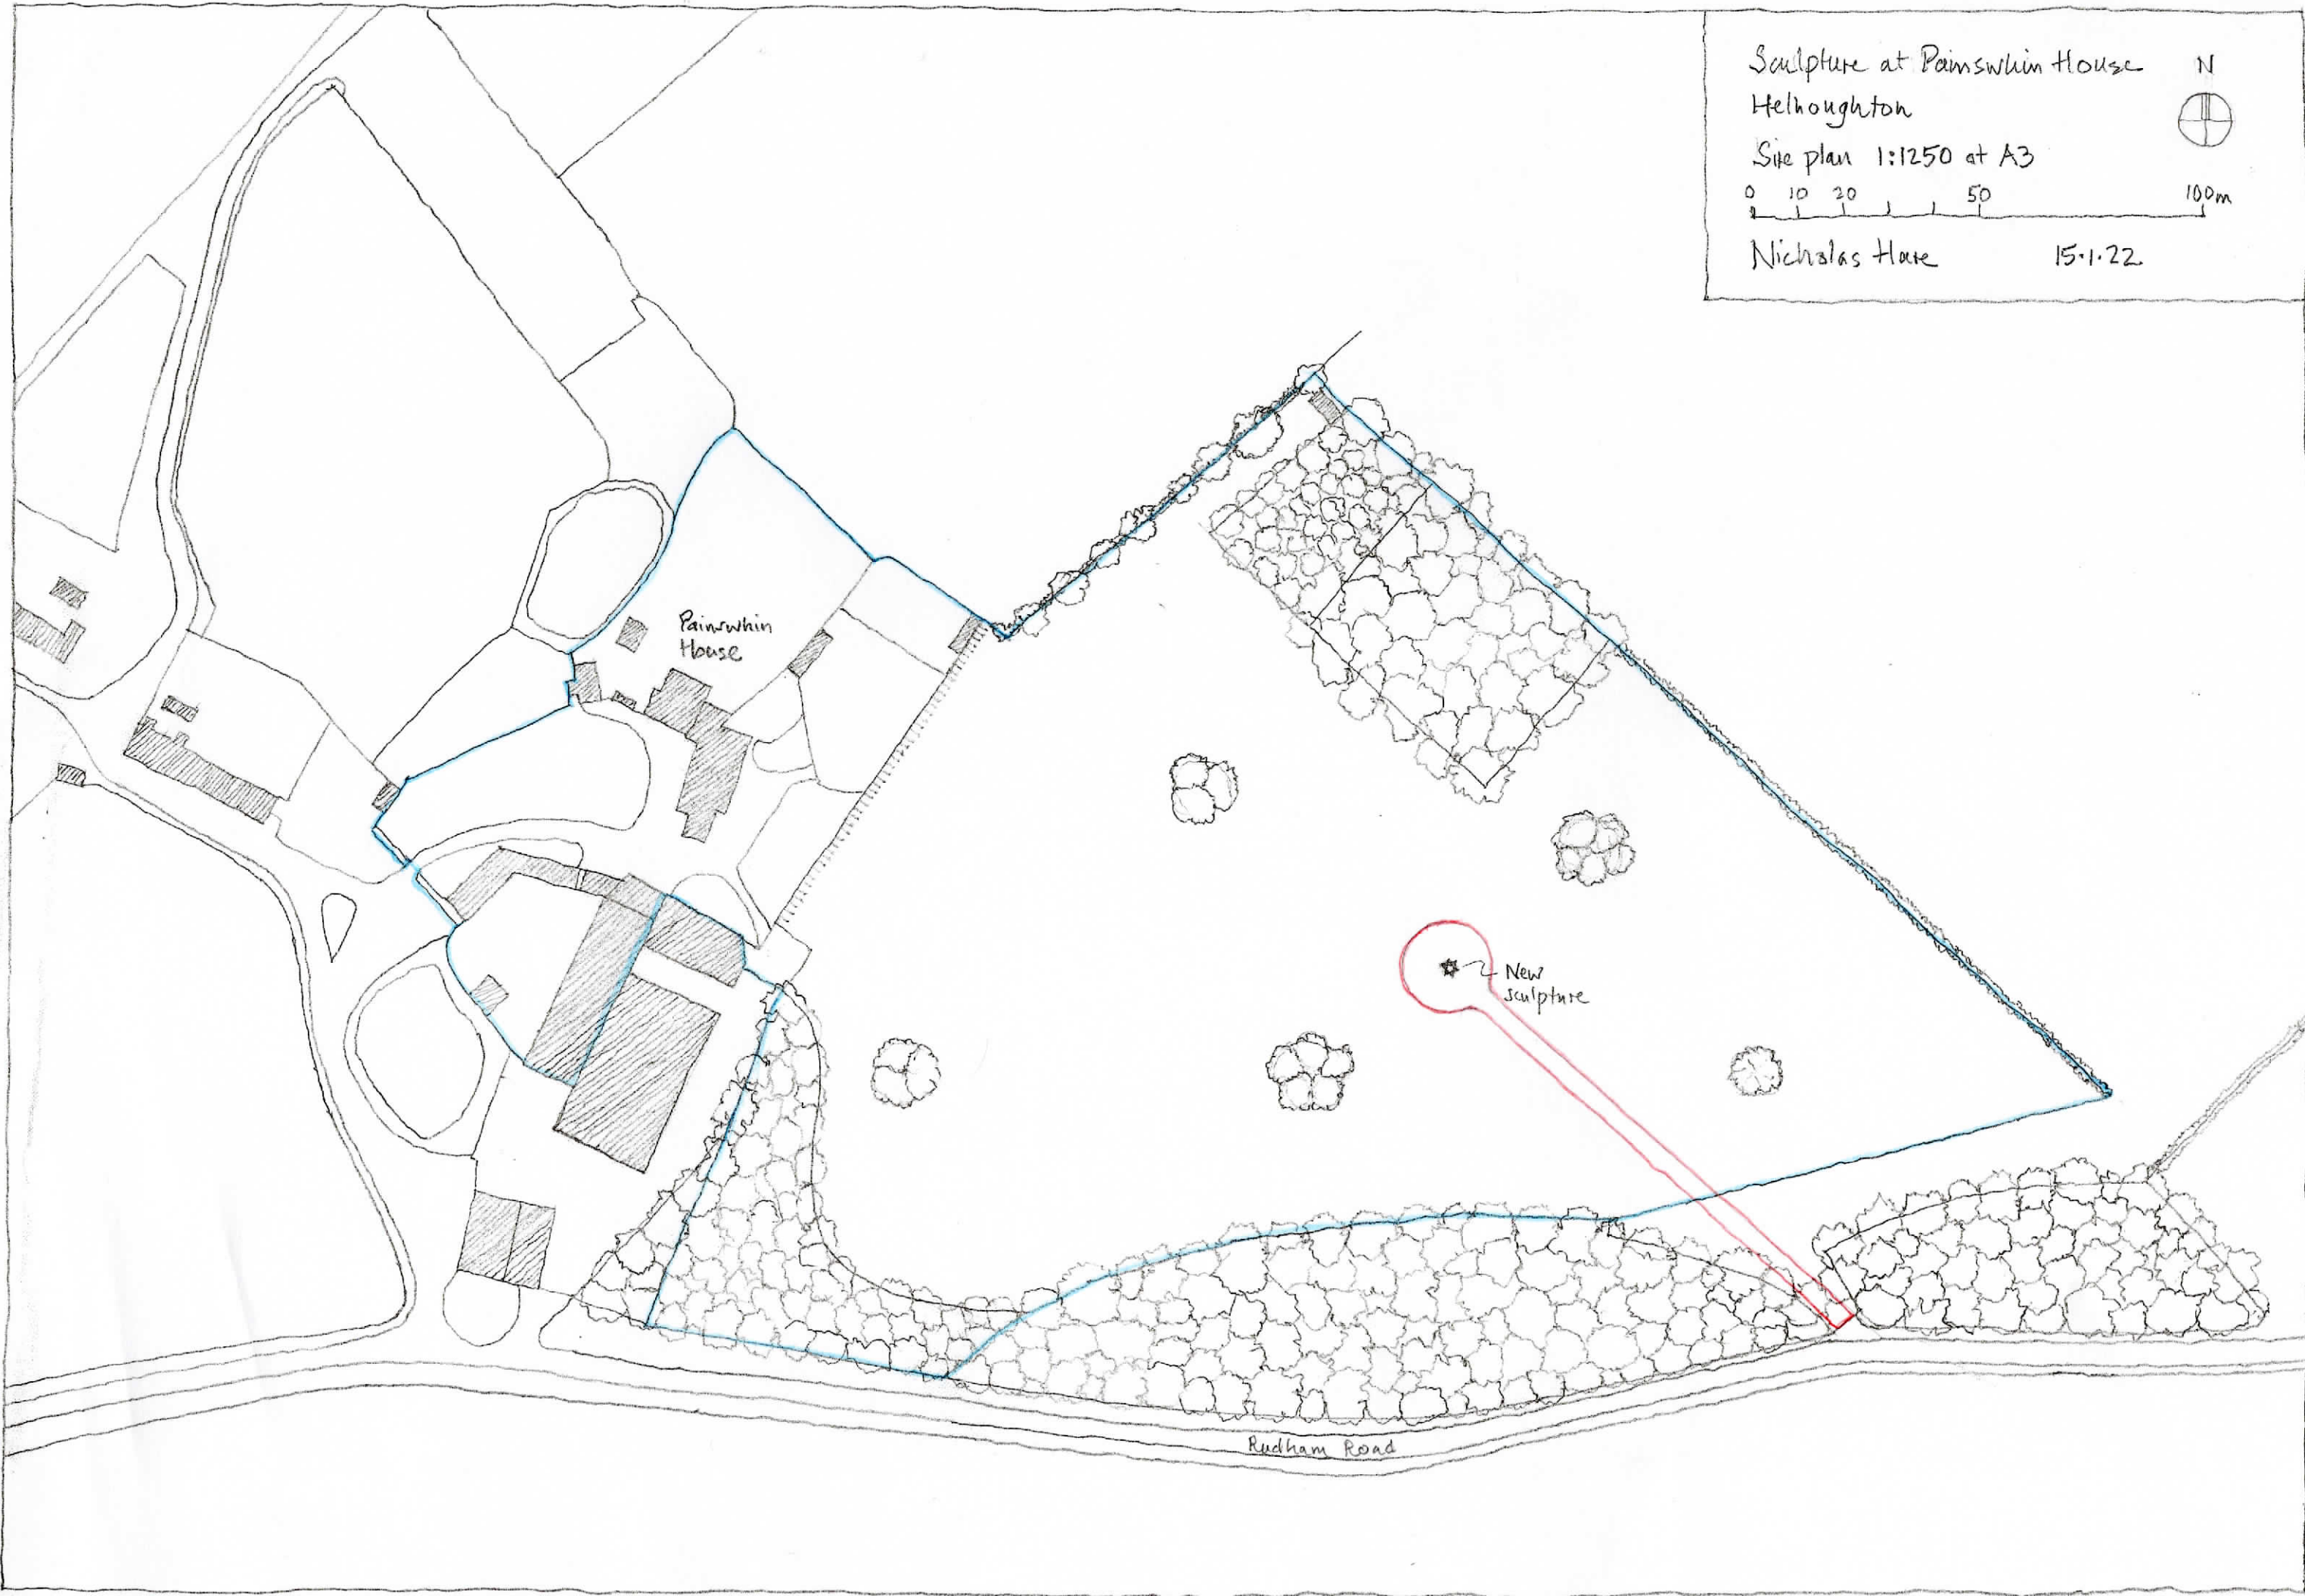 Sculpture at Painswhin House
N
Helhoughton
Site plan 1:1250 at A3
0 10 20 50 100m
Nicholas Hare 15.1.22
Painswhin
House
New
sculpture
Rudham Road